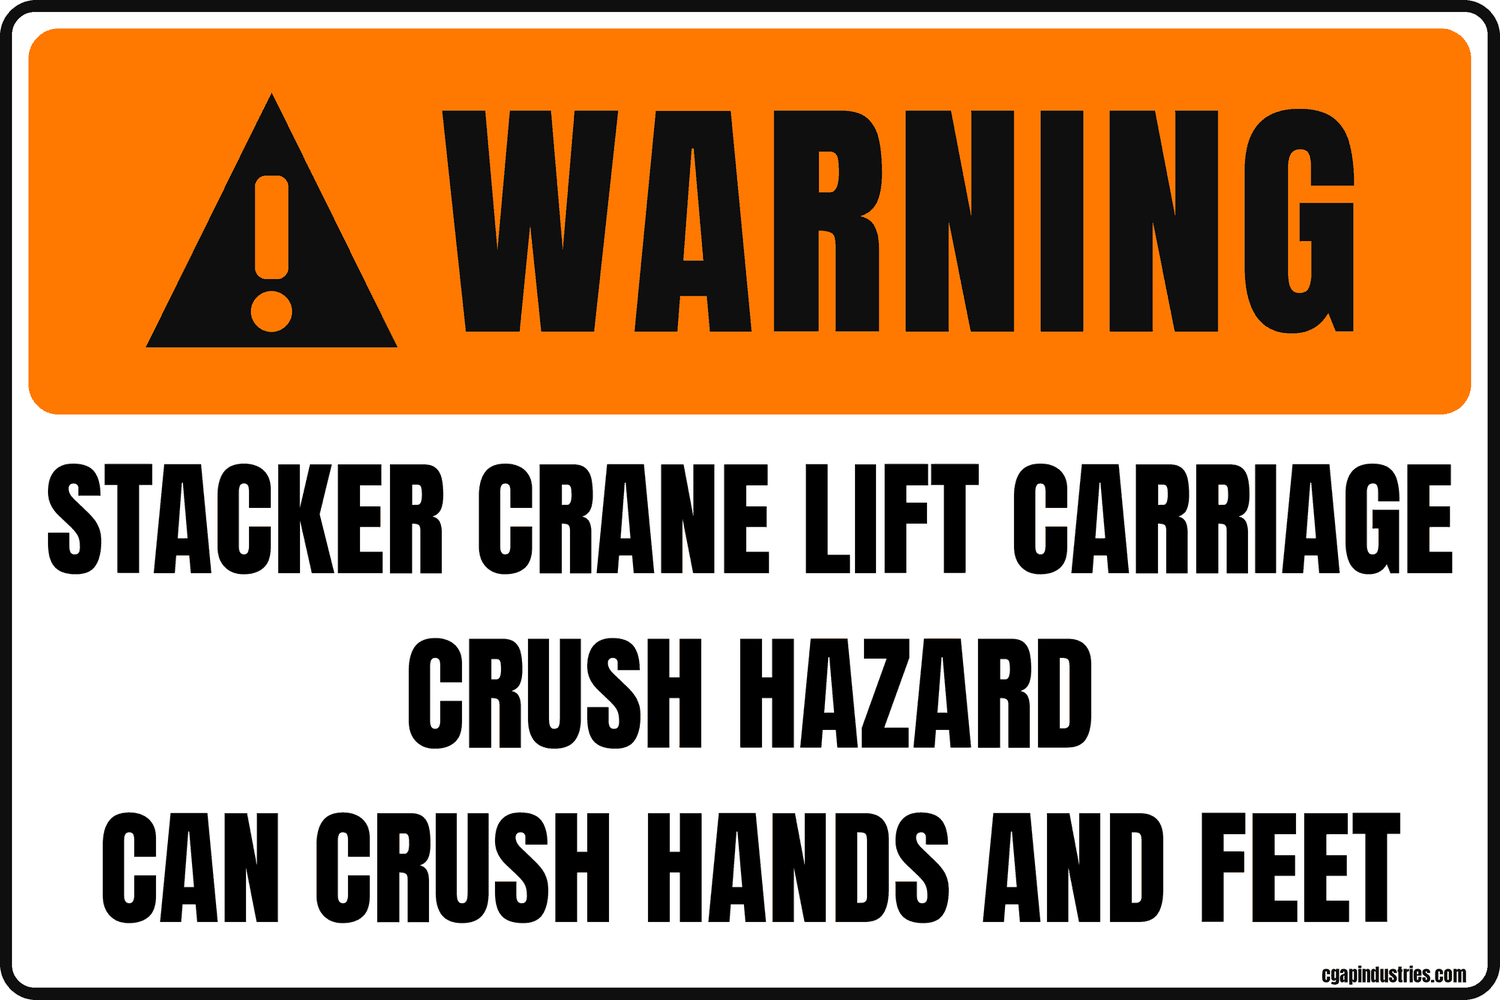 WARNING
STACKER CRANE LIFT CARRIAGE
CRUSH HAZARD
CAN CRUSH HANDS AND FEET
cgapindustries.com